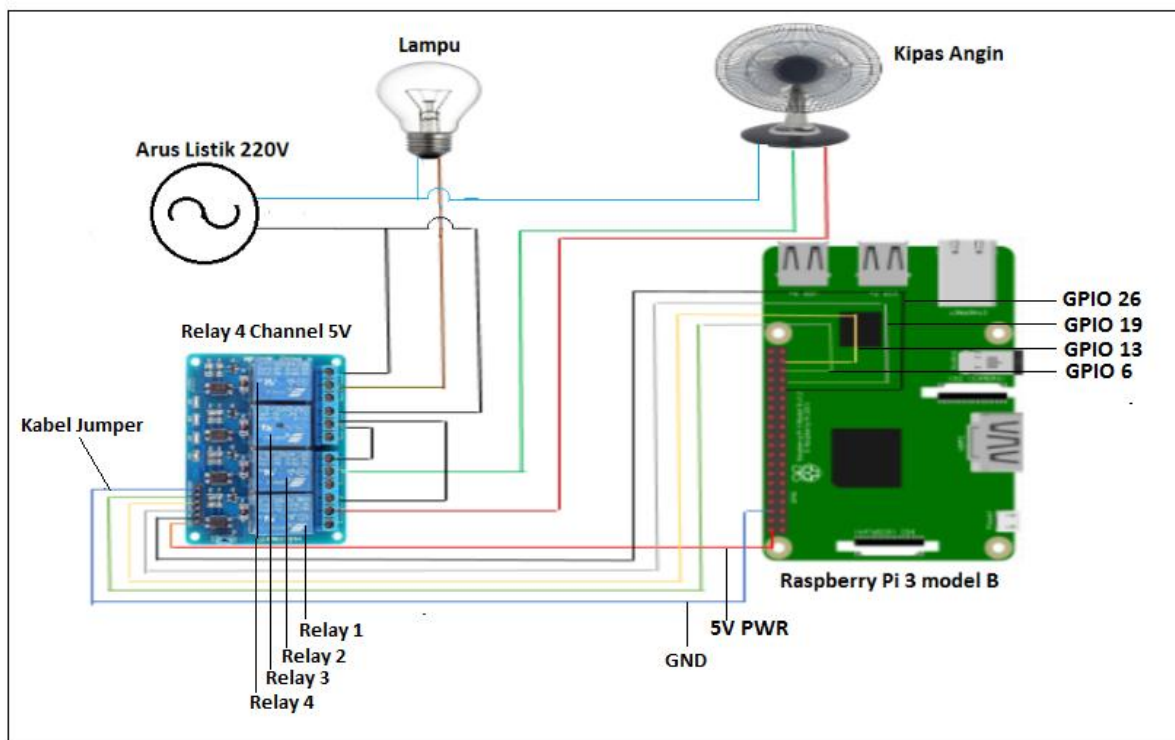 Lampu
Kipas Angin
Arus Listik 220V
GPIO 26
GPIO 19
GPIO 13
GPIO 6
Relay 4 Channel 5V
Kabel Jumper
Raspberry Pi 3 model B
Relay 1
5V PWR
Relay 2
GND
Relay 3
Relay 4